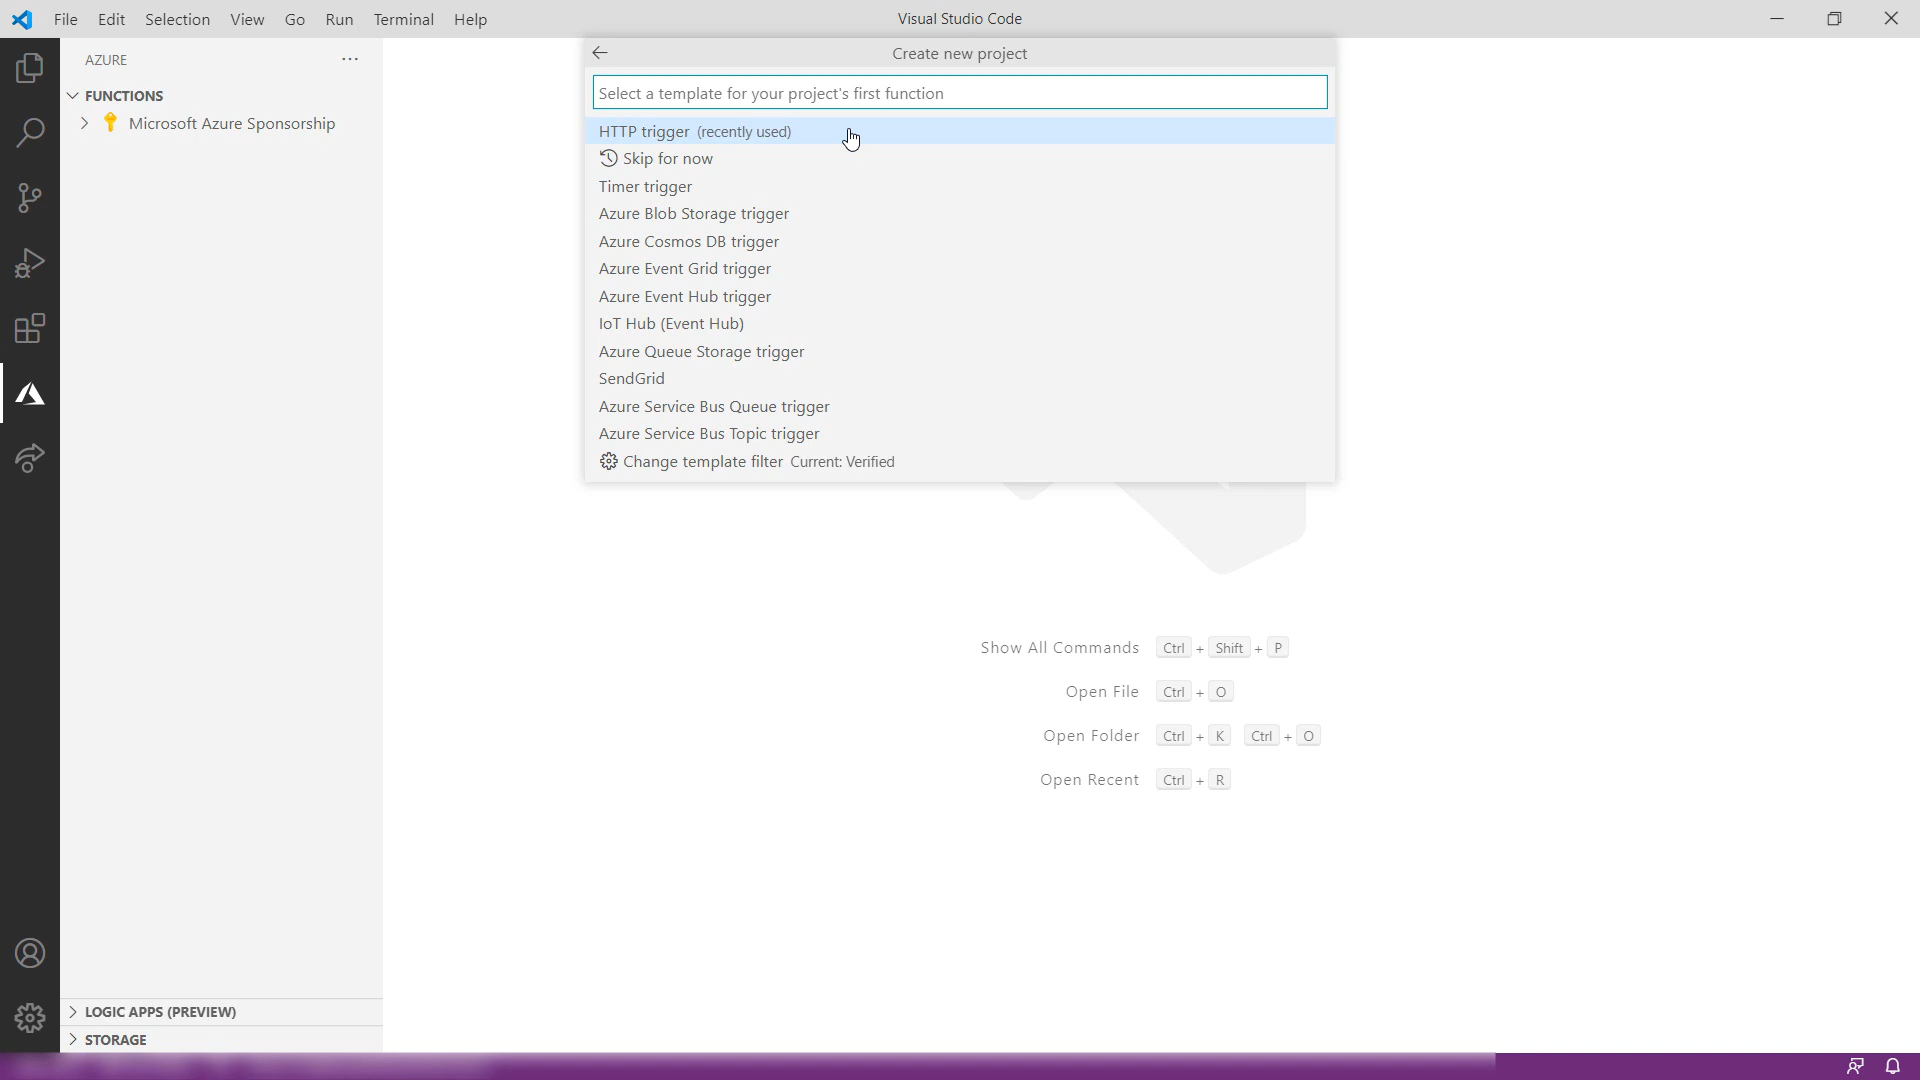 File Edit Selection View Go Run Terminal Help
Visual Studio Code
AZURE
FUNCTIONS
Microsoft Azure Sponsorship
Create new project
Select a template for your project's first function
HTTP trigger (recently used)
Skip for now
Timer trigger
Azure Blob Storage trigger
Azure Cosmos DB trigger
Azure Event Grid trigger
Azure Event Hub trigger
IoT Hub (Event Hub)
Azure Queue Storage trigger
SendGrid
Azure Service Bus Queue trigger
Azure Service Bus Topic trigger
Change template filter Current: Verified
Show All Commands Ctrl + Shift + P
Open File Ctrl + O
Open Folder Ctrl + K Ctrl + O
Open Recent Ctrl + R
LOGIC APPS (PREVIEW)
STORAGE